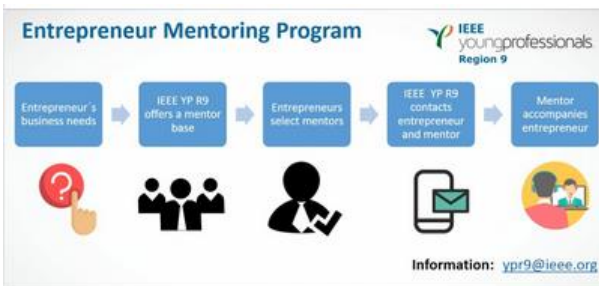 Entrepreneur Mentoring Program
IEEE
youngprofessionals
Region 9
Entrepreneur´s
business needs
IEEE YP R9
offers a mentor
base
Entrepreneurs
select mentors
IEEE YP R9
contacts
entrepreneur
and mentor
Mentor
accompanies
entrepreneur
?
Information: ypr9@ieee.org